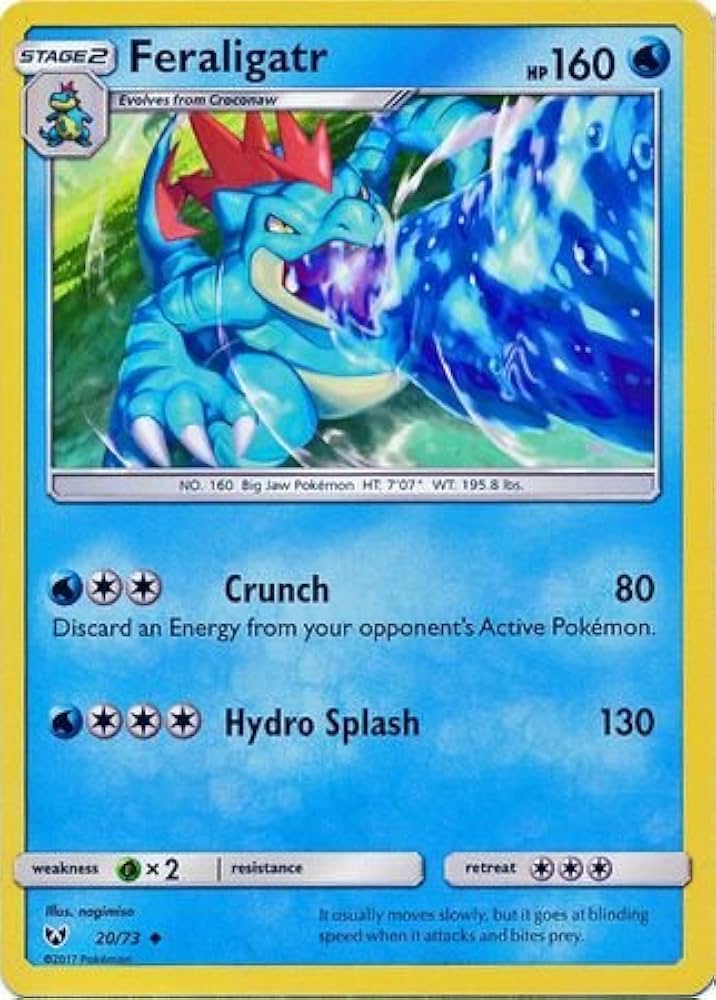 STAGE2 Feraligatr HP 160
Evolves from Croconaw
NO. 160 Big Jaw Pokémon HT. 7'07" WT. 195.8 lbs.
Crunch 80
Discard an Energy from your opponent's Active Pokémon.
Hydro Splash 130
weakness ×2 resistance retreat
Illus. nagimiso
It usually moves slowly, but it goes at blinding
speed when it attacks and bites prey.
20/73
©2017 Pokémon